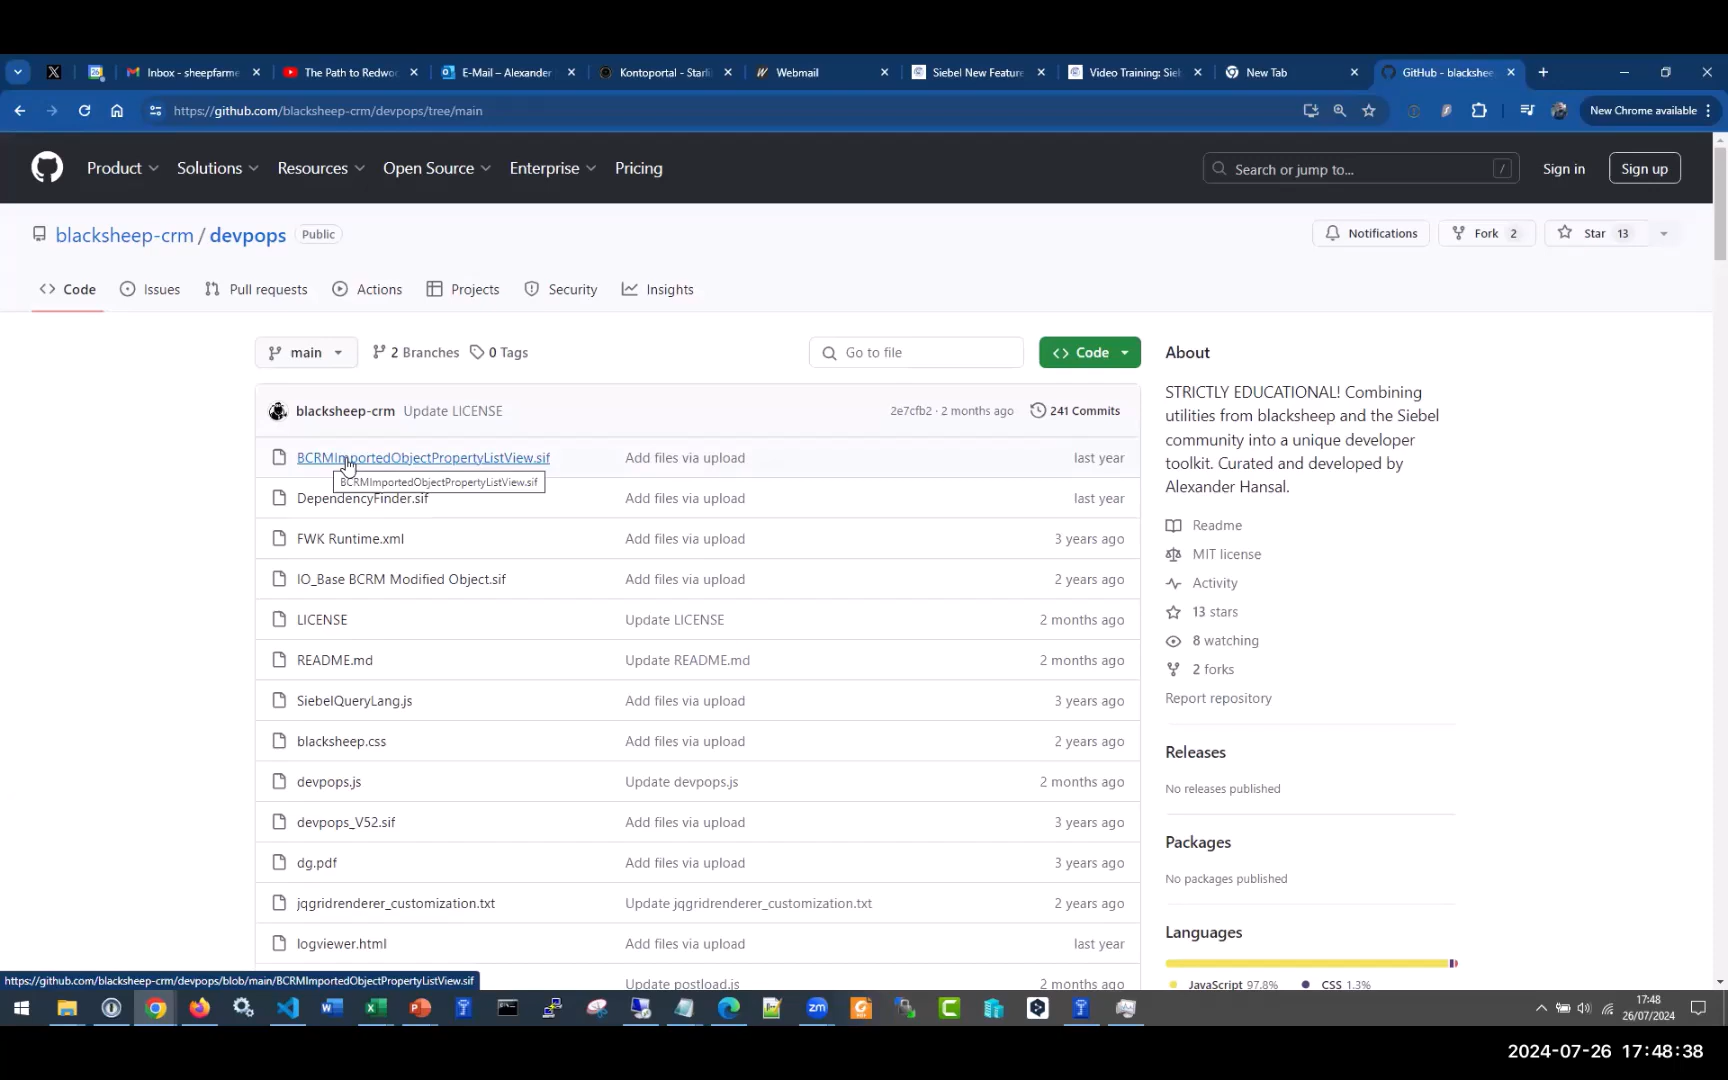 Inbox - sheepfarme
The Path to Redwo
E-Mail – Alexander
Kontoportal - Starli
Webmail
Siebel New Feature
Video Training: Sie
New Tab
GitHub - blackshee
https://github.com/blacksheep-crm/devpops/tree/main
New Chrome available
Product
Solutions
Resources
Open Source
Enterprise
Pricing
Search or jump to...
/
Sign in
Sign up
blacksheep-crm / devpops
Public
Notifications
Fork 2
Star 13
Code
Issues
Pull requests
Actions
Projects
Security
Insights
main
2 Branches
0 Tags
Go to file
Code
blacksheep-crm Update LICENSE
2e7cfb2 · 2 months ago
241 Commits
BCRMImportedObjectPropertyListView.sif Add files via upload last year
BCRMImportedObjectPropertyListView.sif
DependencyFinder.sif Add files via upload last year
FWK Runtime.xml Add files via upload 3 years ago
IO_Base BCRM Modified Object.sif Add files via upload 2 years ago
LICENSE Update LICENSE 2 months ago
README.md Update README.md 2 months ago
SiebelQueryLang.js Add files via upload 3 years ago
blacksheep.css Add files via upload 2 years ago
devpops.js Update devpops.js 2 months ago
devpops_V52.sif Add files via upload 3 years ago
dg.pdf Add files via upload 3 years ago
jqgridrenderer_customization.txt Update jqgridrenderer_customization.txt 2 years ago
logviewer.html Add files via upload last year
Update postload.js 2 months ago
About
STRICTLY EDUCATIONAL! Combining
utilities from blacksheep and the Siebel
community into a unique developer
toolkit. Curated and developed by
Alexander Hansal.
Readme
MIT license
Activity
13 stars
8 watching
2 forks
Report repository
Releases
No releases published
Packages
No packages published
Languages
JavaScript 97.8%
CSS 1.3%
https://github.com/blacksheep-crm/devpops/blob/main/BCRMImportedObjectPropertyListView.sif
17:48
26/07/2024
2024-07-26 17:48:38